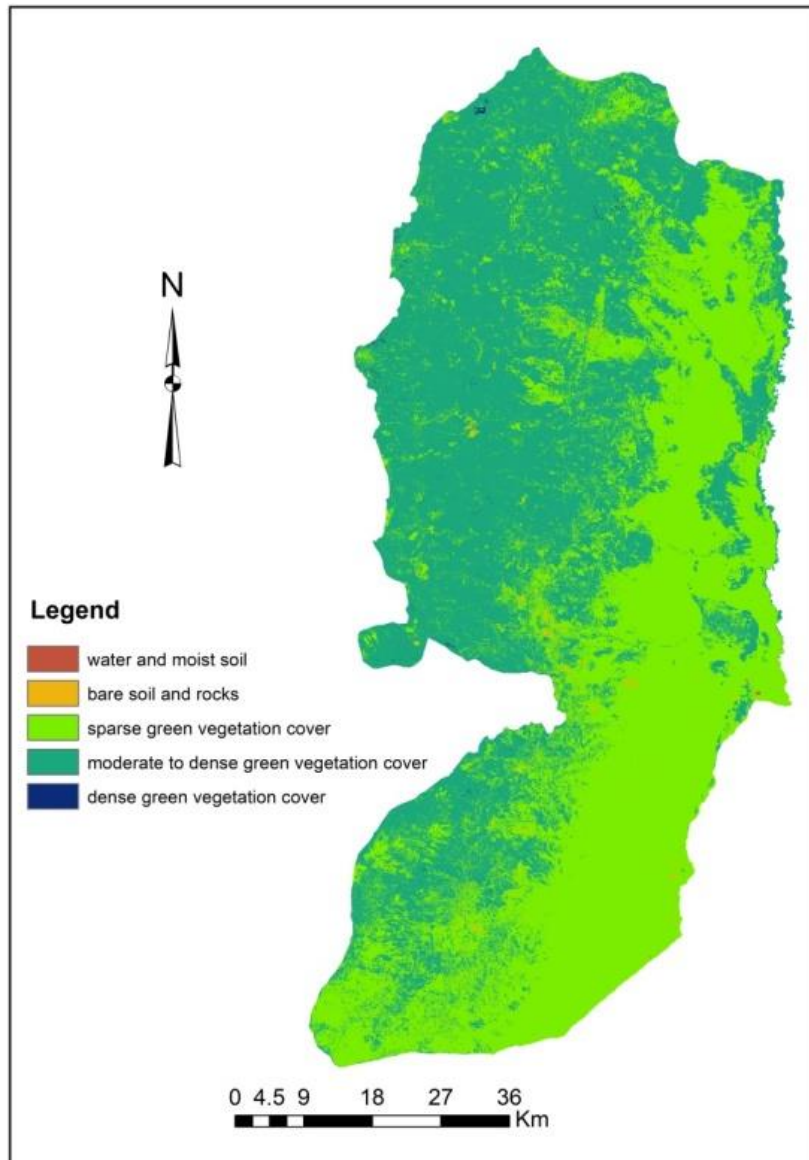 N
Legend
water and moist soil
bare soil and rocks
sparse green vegetation cover
moderate to dense green vegetation cover
dense green vegetation cover
0 4.5 9 18 27 36
Km